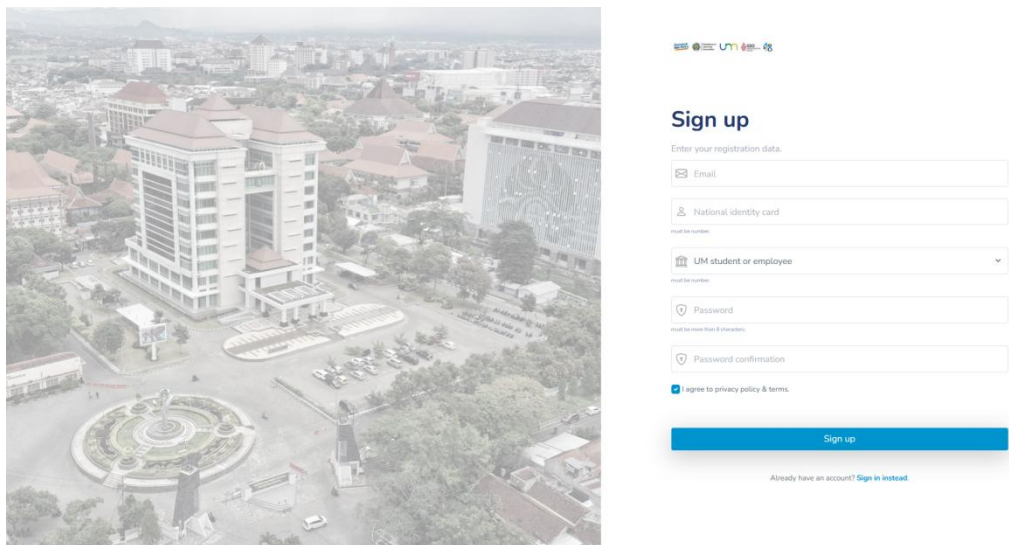 um
Sign up
Enter your registration data.
Email
National identity card
must be number.
UM student or employee
must be number.
Password
must be more than 8 characters.
Password confirmation
I agree to privacy policy & terms.
Sign up
Already have an account? Sign in instead.